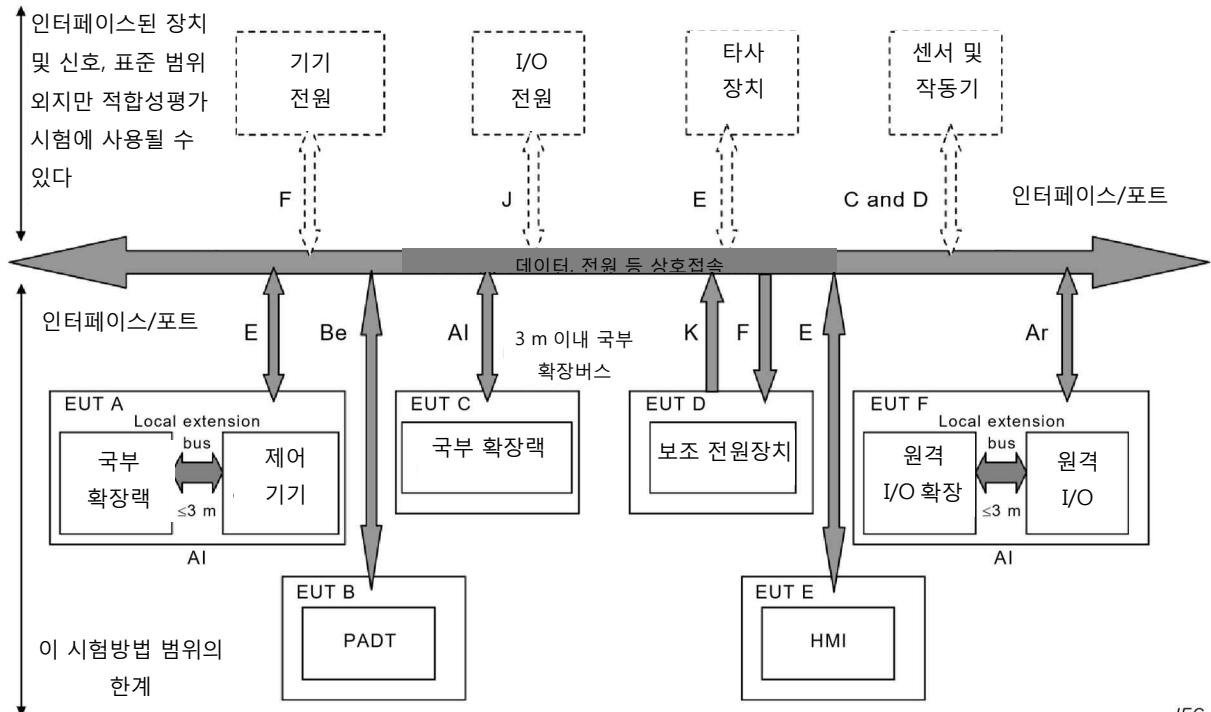 인터페이스된 장치
및 신호, 표준 범위
외지만 적합성평가
시험에 사용될 수
있다
기기
전원
I/O
전원
타사
장치
센서 및
작동기
F
J
E
C and D
인터페이스/포트
데이터, 전원 등 상호접속
인터페이스/포트
E
Be
Al
3 m 이내 국부
확장버스
K
F
E
Ar
EUT A
Local extension
bus
국부
확장랙
제어
기기
≤3 m
Al
EUT C
국부 확장랙
EUT D
보조 전원장치
EUT F
Local extension
bus
원격
I/O 확장
원격
I/O
≤3 m
Al
EUT B
PADT
EUT E
HMI
이 시험방법 범위의
한계